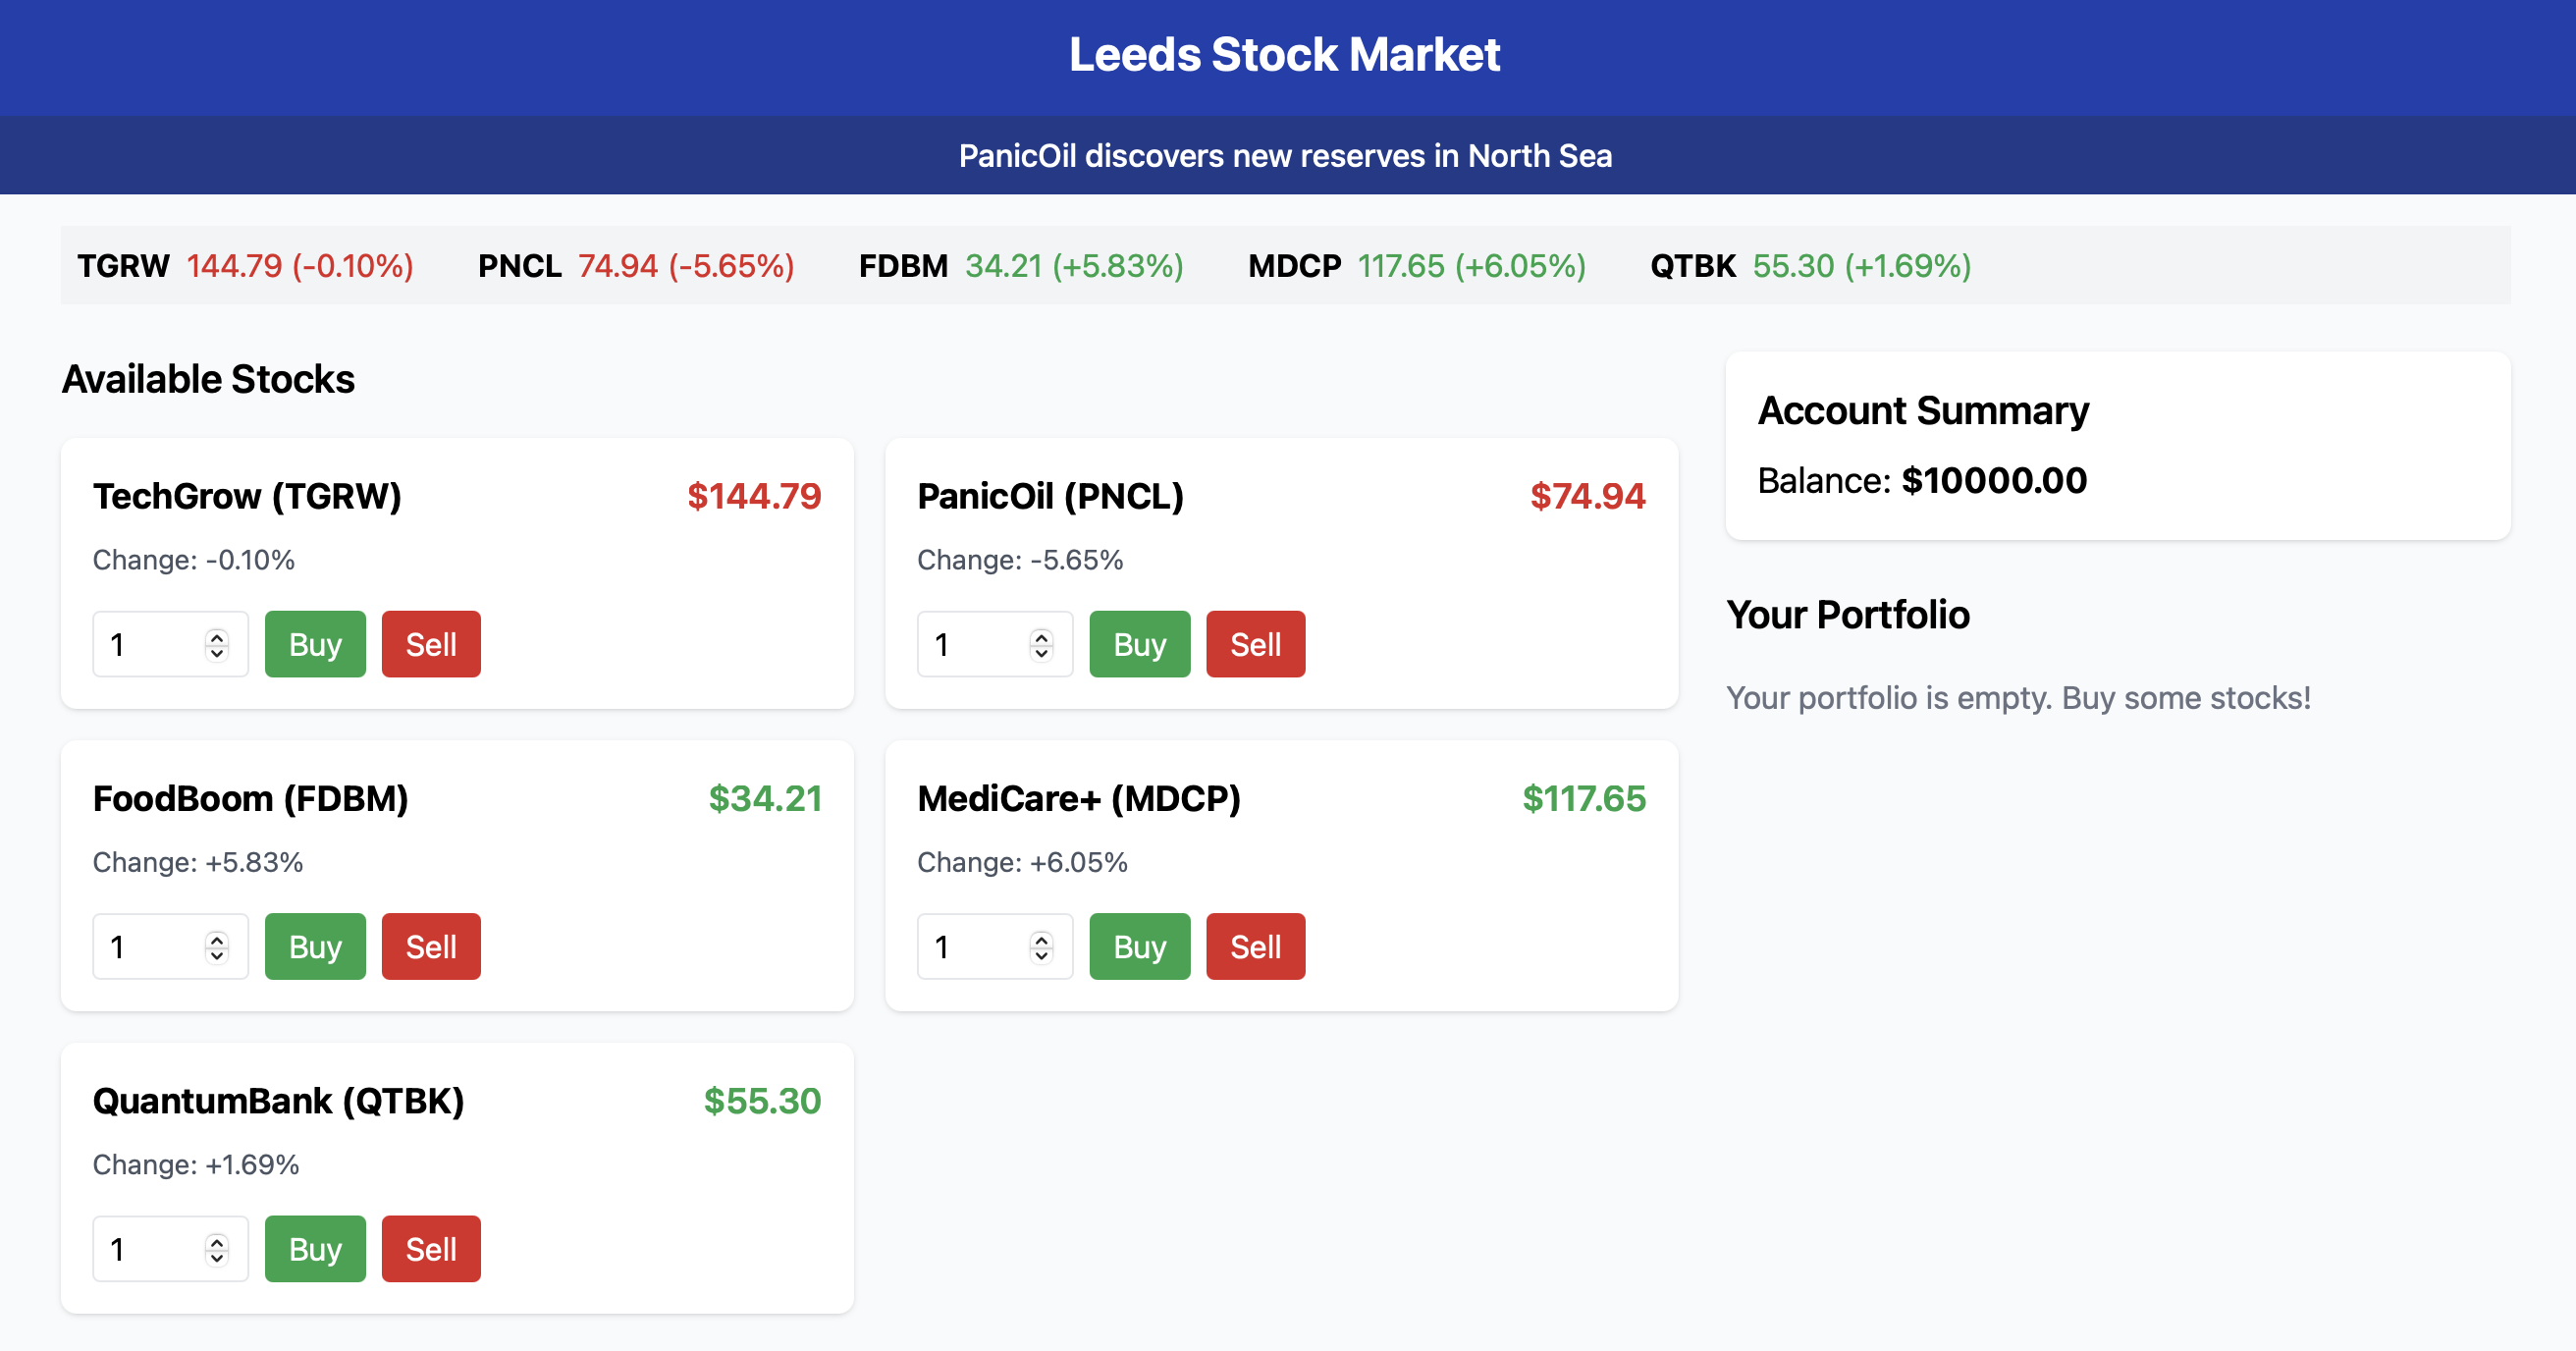 Leeds Stock Market
PanicOil discovers new reserves in North Sea
TGRW 144.79 (-0.10%) PNCL 74.94 (-5.65%) FDBM 34.21 (+5.83%) MDCP 117.65 (+6.05%) QTBK 55.30 (+1.69%)
Available Stocks
TechGrow (TGRW) $144.79
Change: -0.10%
1 Buy Sell
PanicOil (PNCL) $74.94
Change: -5.65%
1 Buy Sell
FoodBoom (FDBM) $34.21
Change: +5.83%
1 Buy Sell
MediCare+ (MDCP) $117.65
Change: +6.05%
1 Buy Sell
QuantumBank (QTBK) $55.30
Change: +1.69%
1 Buy Sell
Account Summary
Balance: $10000.00
Your Portfolio
Your portfolio is empty. Buy some stocks!